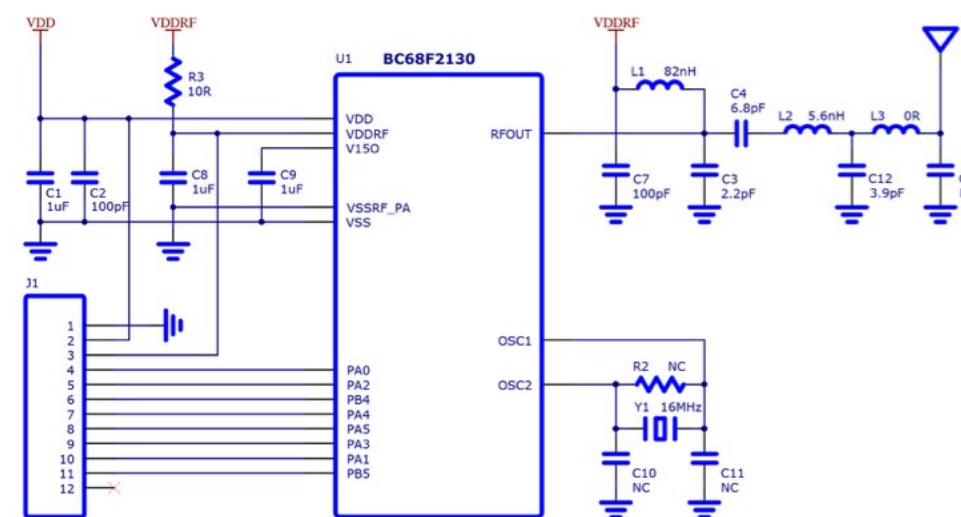 VDD
VDDRF
R3
10R
C1
1uF
C2
100pF
C8
1uF
C9
1uF
U1
BC68F2130
VDD
VDDRF
V15O
VSSRF_PA
VSS
PA0
PA2
PB4
PA4
PA5
PA3
PA1
PB5
RFOUT
OSC1
OSC2
J1
1
2
3
4
5
6
7
8
9
10
11
12
VDDRF
L1 82nH
C4
6.8pF
L2 5.6nH
L3 0R
C7
100pF
C3
2.2pF
C12
3.9pF
R2 NC
Y1 16MHz
C10
NC
C11
NC